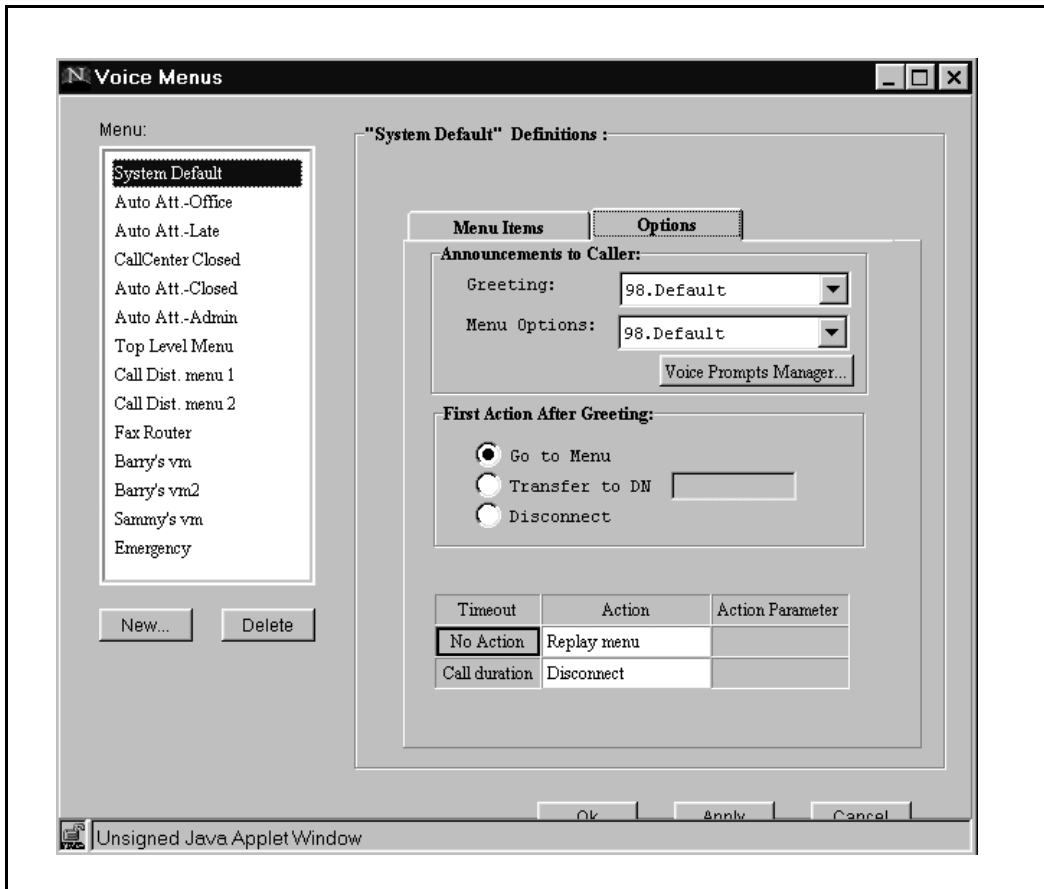 N Voice Menus
Menu:
System Default
Auto Att.-Office
Auto Att.-Late
CallCenter Closed
Auto Att.-Closed
Auto Att.-Admin
Top Level Menu
Call Dist. menu 1
Call Dist. menu 2
Fax Router
Barry's vm
Barry's vm2
Sammy's vm
Emergency
New...
Delete
"System Default" Definitions :
Menu Items
Options
Announcements to Caller:
Greeting:
98.Default
Menu Options:
98.Default
Voice Prompts Manager...
First Action After Greeting:
Go to Menu
Transfer to DN
Disconnect
Timeout Action Action Parameter
No Action Replay menu
Call duration Disconnect
Ok Apply Cancel
Unsigned Java Applet Window